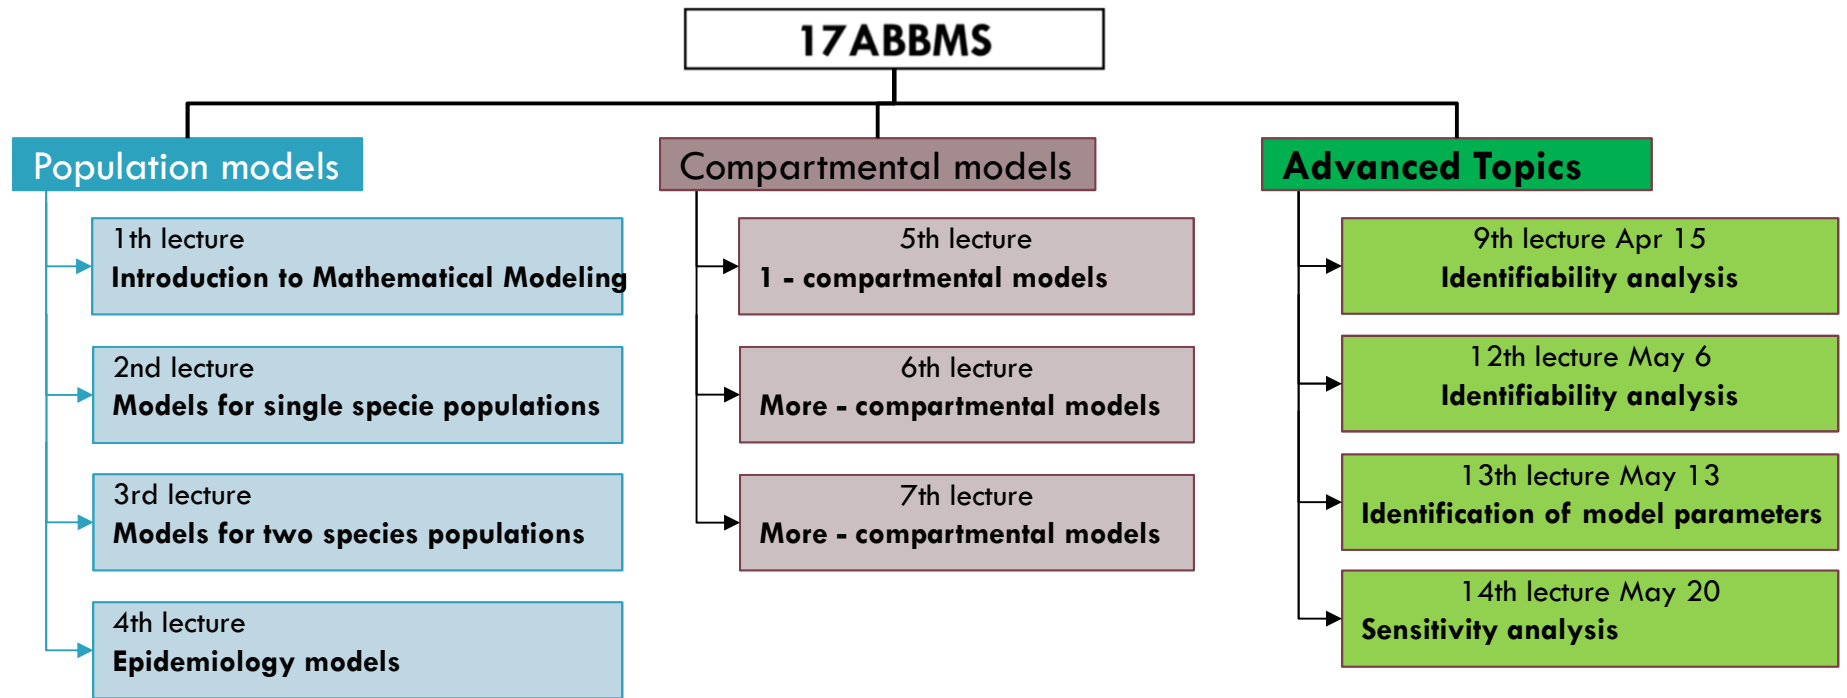 17ABBMS
Population models
1th lecture
Introduction to Mathematical Modeling
2nd lecture
Models for single specie populations
3rd lecture
Models for two species populations
4th lecture
Epidemiology models
Compartmental models
5th lecture
1 - compartmental models
6th lecture
More - compartmental models
7th lecture
More - compartmental models
Advanced Topics
9th lecture Apr 15
Identifiability analysis
12th lecture May 6
Identifiability analysis
13th lecture May 13
Identification of model parameters
14th lecture May 20
Sensitivity analysis